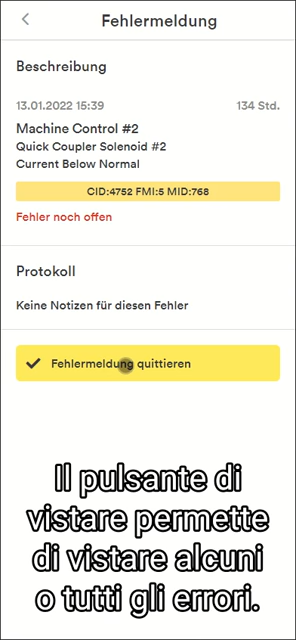 Fehlermeldung
Beschreibung
13.01.2022 15:39 134 Std.
Machine Control #2
Quick Coupler Solenoid #2
Current Below Normal
CID:4752 FMI:5 MID:768
Fehler noch offen
Protokoll
Keine Notizen für diesen Fehler
Fehlermeldung quittieren
Il pulsante di
vistare permette
di vistare alcuni
o tutti gli errori.